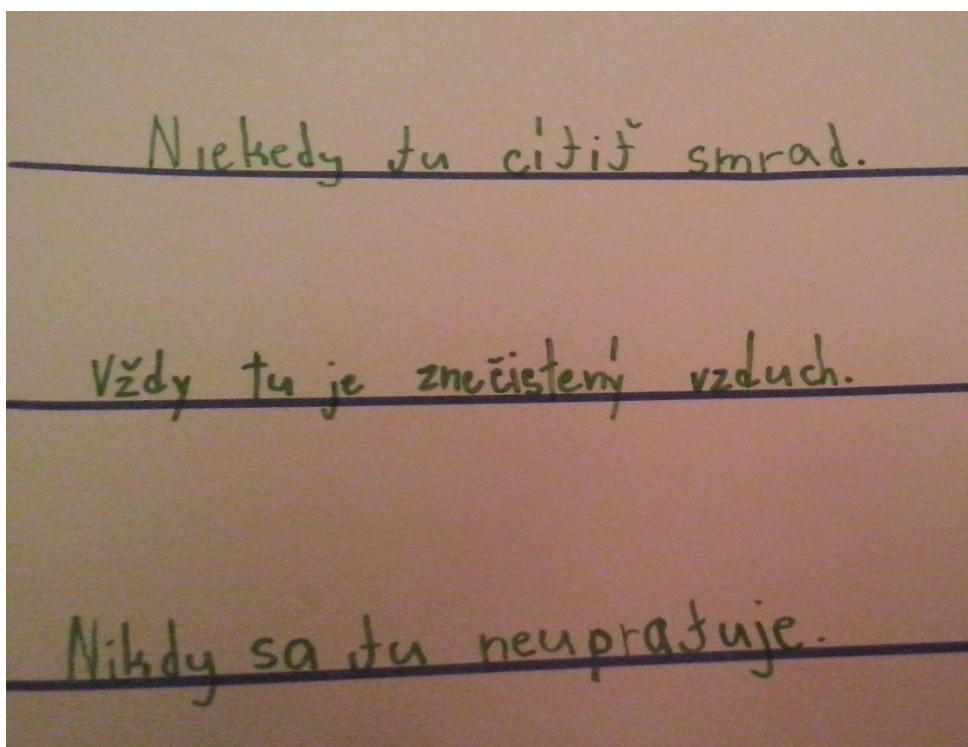 Niekedy tu cítiť smrad.
Vždy tu je znečistený vzduch.
Nikdy sa tu neupratuje.